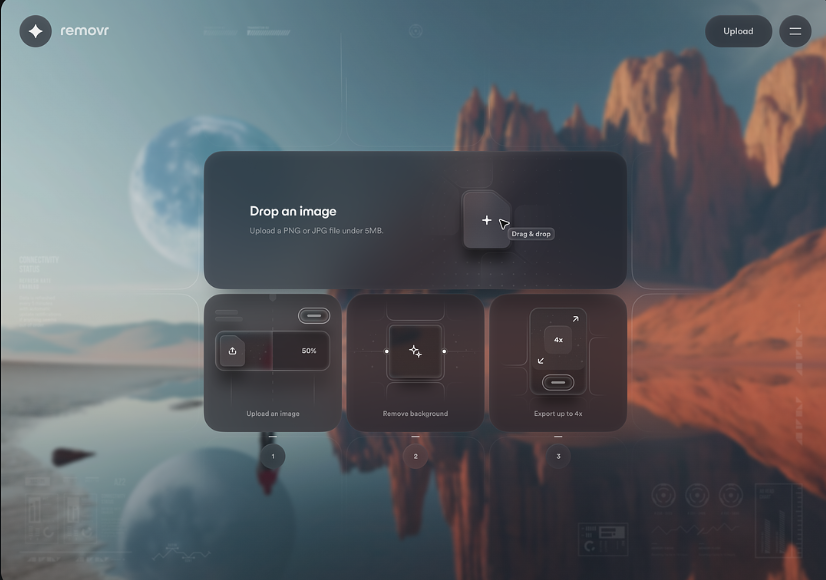 removr
Upload
Drop an image
Upload a PNG or JPG file under 5MB.
Drag & drop
50%
4x
Upload an image
Remove background
Export up to 4x
1
2
3